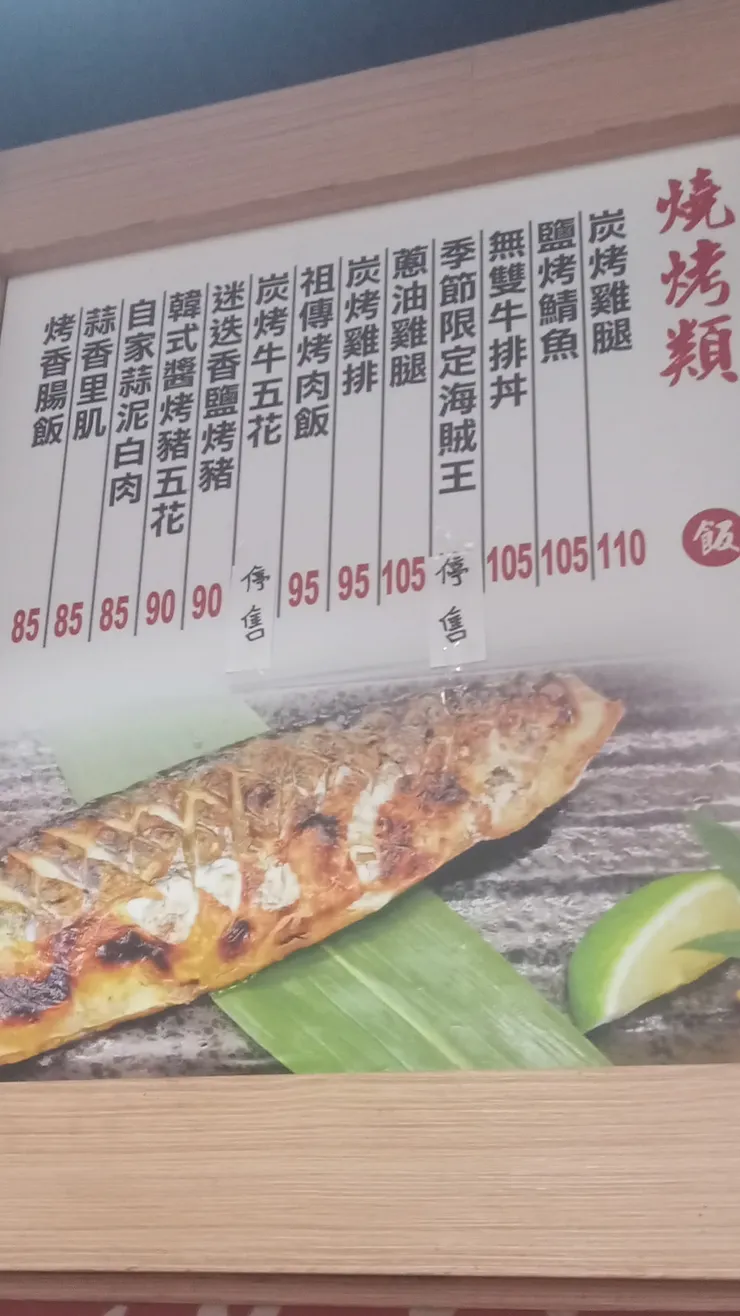 燒烤類
飯
炭烤雞腿 110
鹽烤鯖魚 105
無雙牛排丼 105
季節限定海賊王 停售
蔥油雞腿 105
炭烤雞排 95
祖傳烤肉飯 95
炭烤牛五花 停售
迷迭香鹽烤豬 90
韓式醬烤豬五花 90
自家蒜泥白肉 85
蒜香里肌 85
烤香腸飯 85